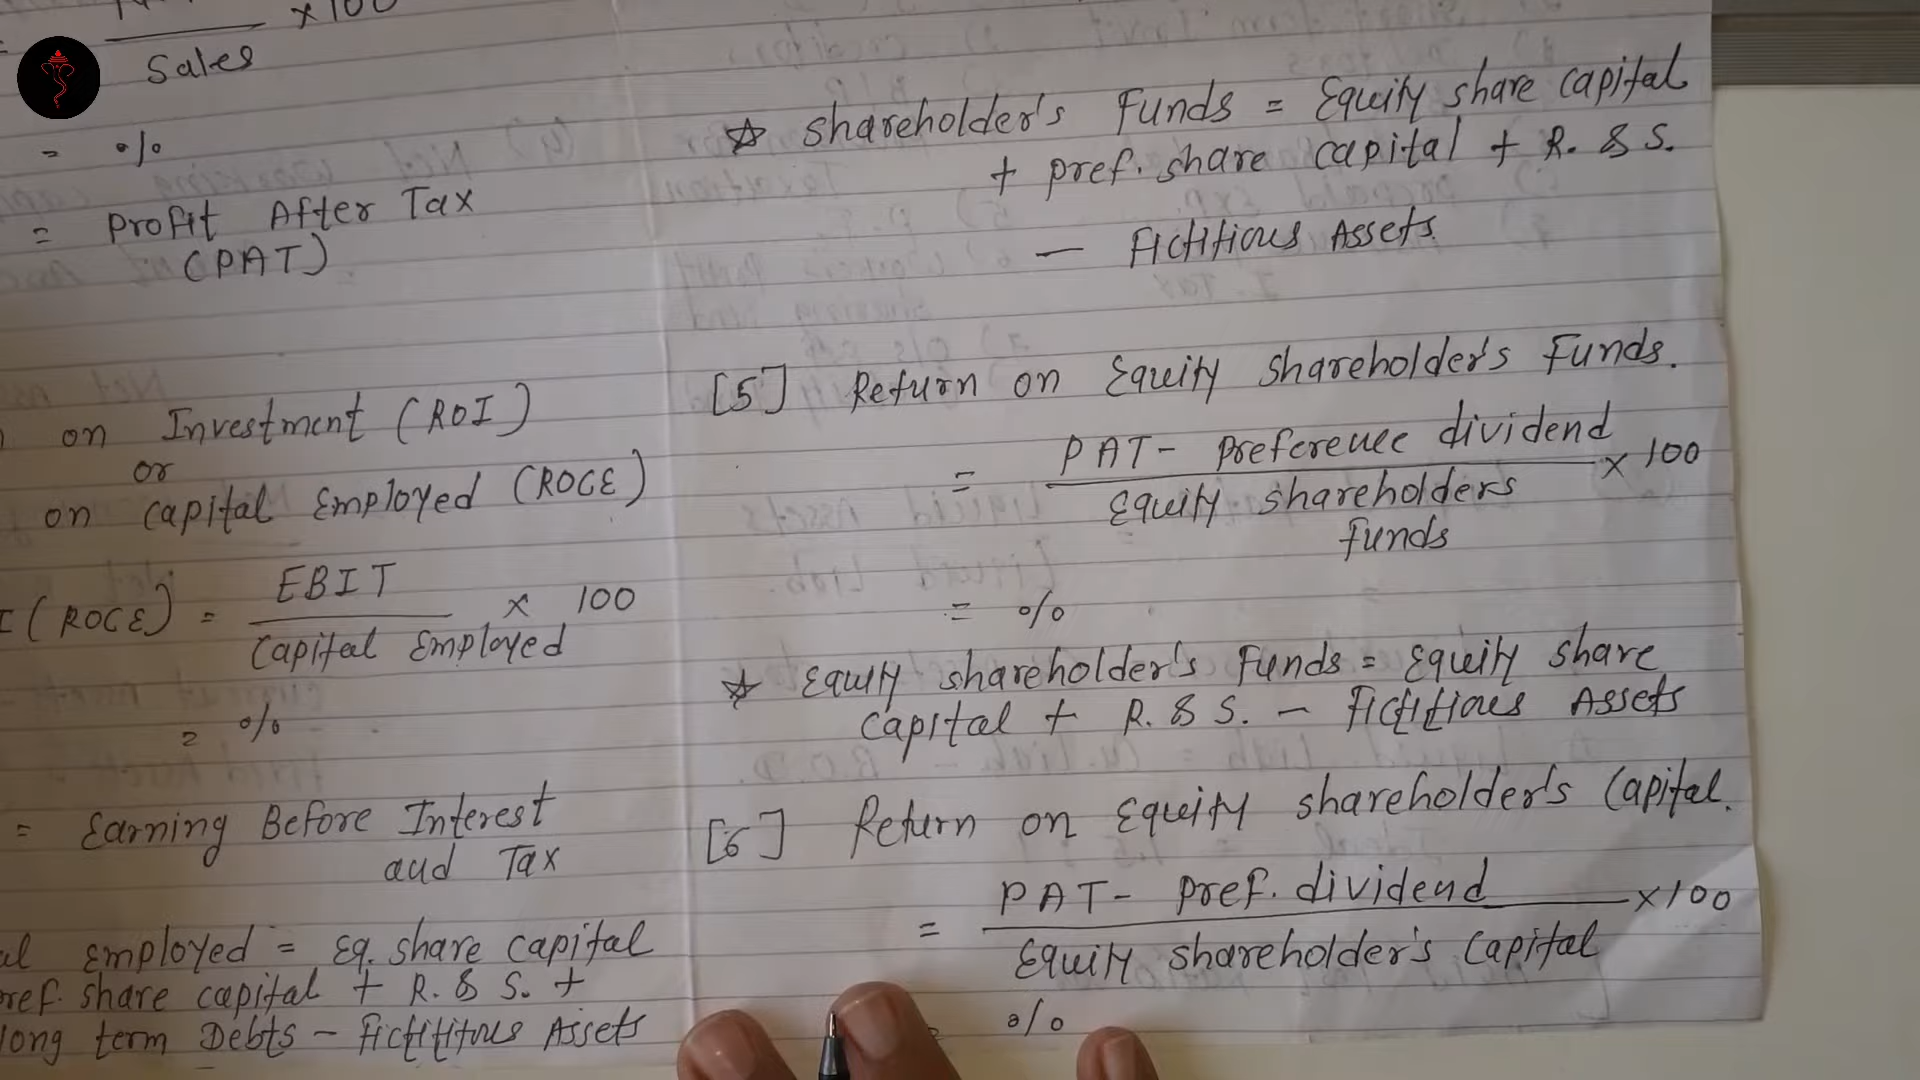 × 100
Sales
= %
= Profit After Tax
(PAT)
on Investment (ROI)
or
on Capital Employed (ROCE)
I (ROCE) = EBIT × 100
Capital Employed
= %
= Earning Before Interest
and Tax
al employed = Eq. share capital
ref. share capital + R. & S. +
long term Debts - Fictititous Assets
☆ Shareholder's Funds = Equity share capital
+ pref. share capital + R. & S.
- Fictitious Assets.
[5] Return on Equity shareholder's Funds.
= PAT - Preference dividend × 100
Equity shareholders
funds
= %
☆ Equity shareholder's Funds = Equity share
capital + R. & S. - Fictitious Assets
[6] Return on Equity shareholder's Capital.
= PAT - Pref. dividend × 100
Equity shareholder's Capital
= %